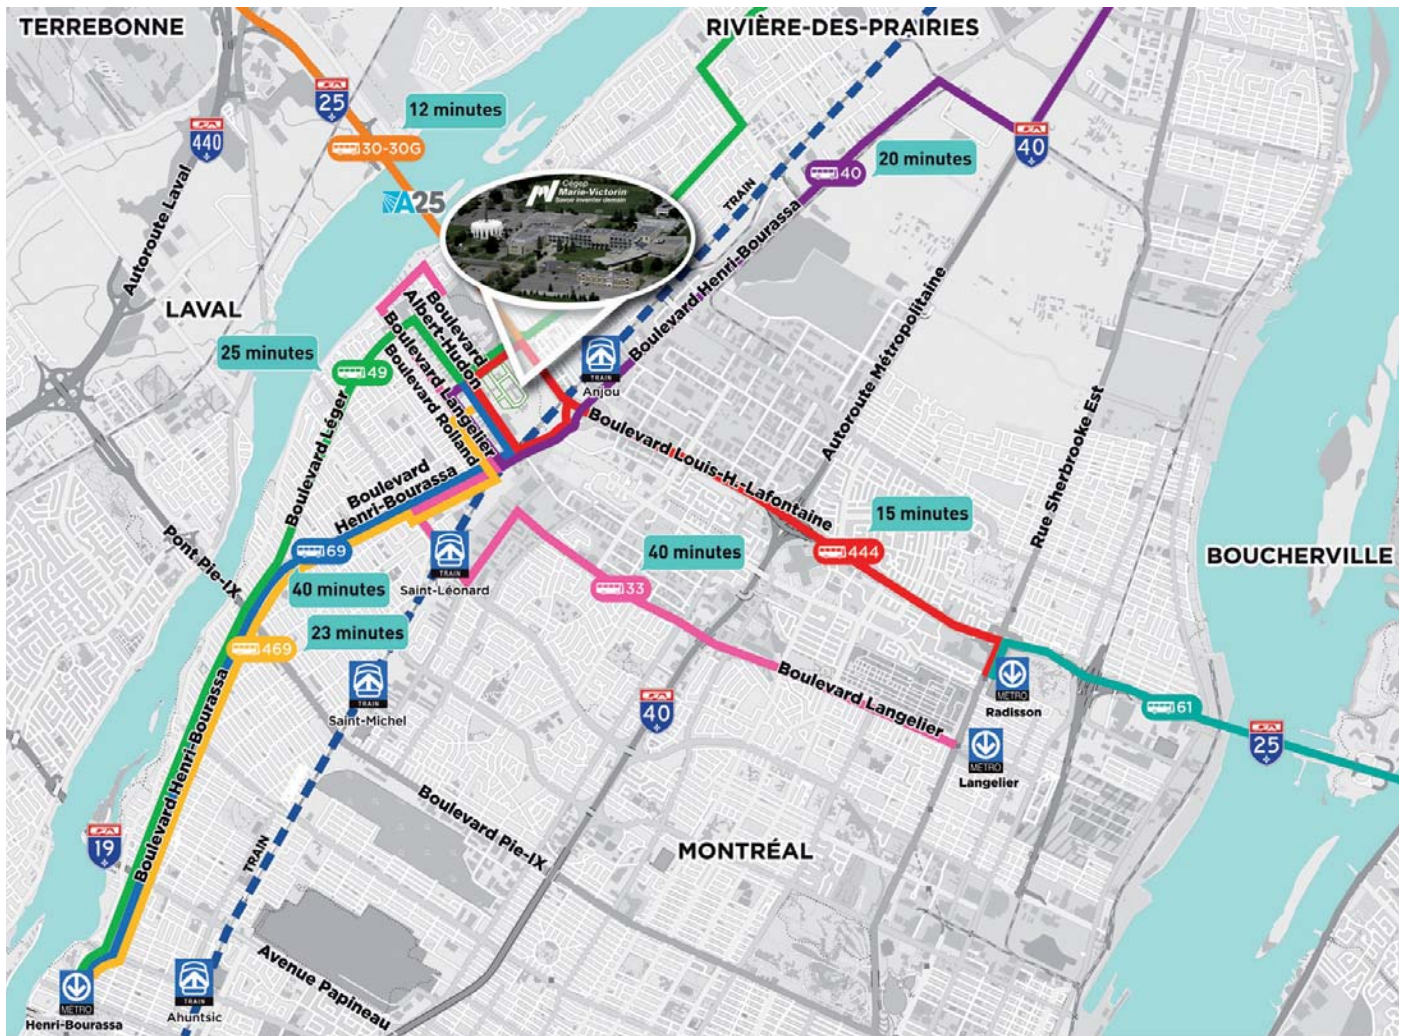 TERREBONNE
RIVIÈRE-DES-PRAIRIES
25
12 minutes
440
30-30G
40
20 minutes
40
A25
TRAIN
Cégep
Marie-Victorin
Savoir inventer demain
Autoroute Laval
Boulevard Henri-Bourassa
LAVAL
Autoroute Métropolitaine
Boulevard
Albert-Hudon
Boulevard Langelier
Boulevard Rolland
25 minutes
49
TRAIN
Anjou
Boulevard Léger
Boulevard Louis-H.-Lafontaine
Rue Sherbrooke Est
Boulevard
Henri-Bourassa
15 minutes
444
BOUCHERVILLE
Pont Pie-IX
69
40 minutes
TRAIN
Saint-Léonard
40 minutes
33
23 minutes
469
TRAIN
Saint-Michel
Boulevard Henri-Bourassa
40
Boulevard Langelier
METRO
Radisson
61
25
METRO
Langelier
Boulevard Pie-IX
19
TRAIN
MONTRÉAL
Avenue Papineau
METRO
Henri-Bourassa
TRAIN
Ahuntsic